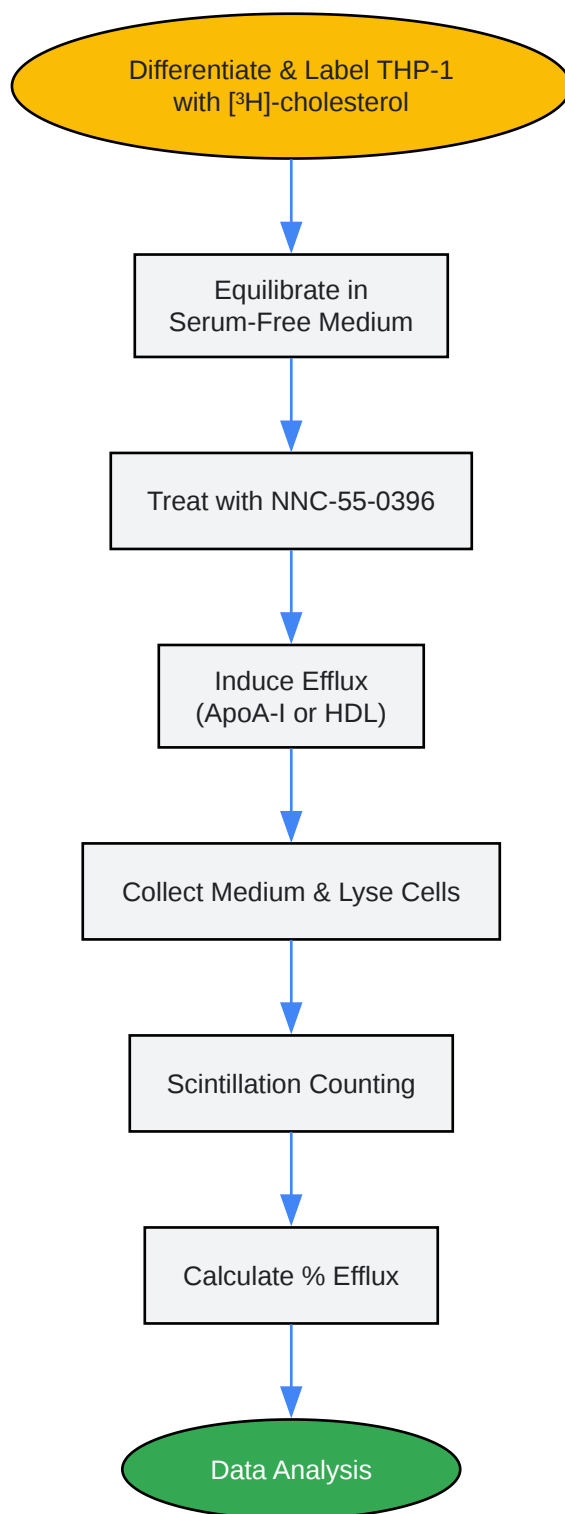 Differentiate & Label THP-1
with [³H]-cholesterol
Equilibrate in
Serum-Free Medium
Treat with NNC-55-0396
Induce Efflux
(ApoA-I or HDL)
Collect Medium & Lyse Cells
Scintillation Counting
Calculate % Efflux
Data Analysis